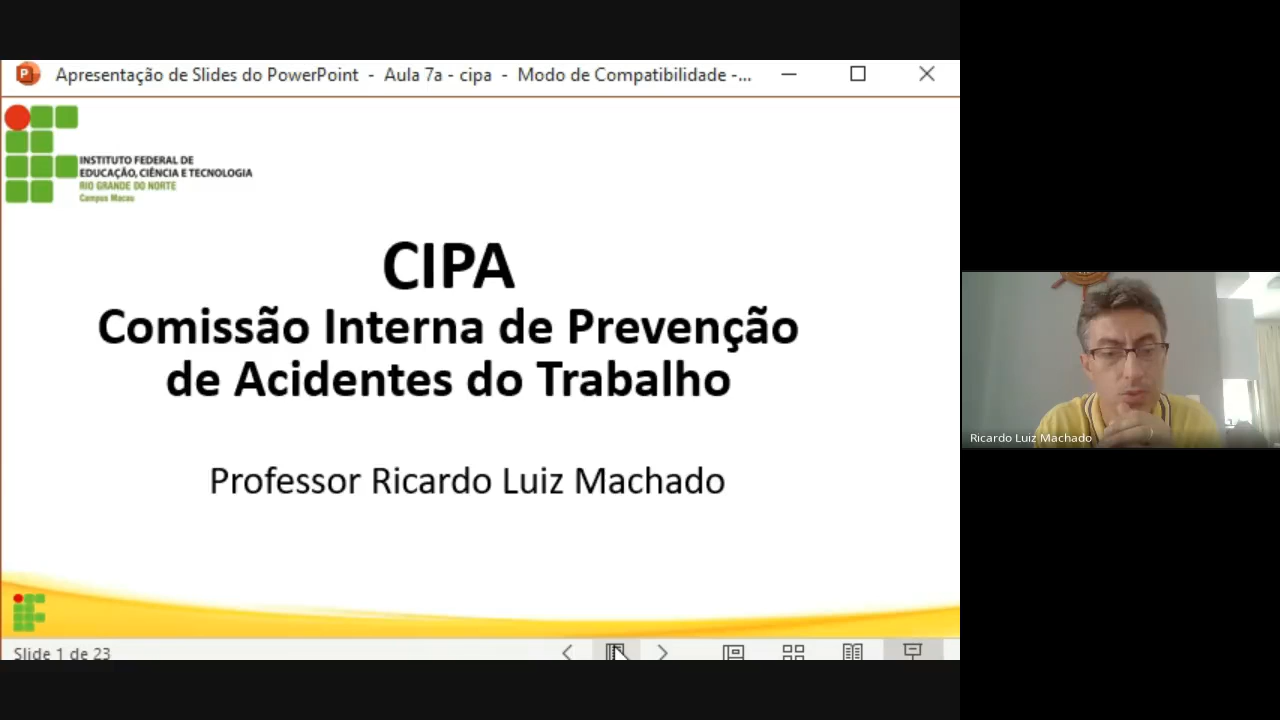 Apresentação de Slides do PowerPoint - Aula 7a - cipa - Modo de Compatibilidade -...
INSTITUTO FEDERAL DE
EDUCAÇÃO, CIÊNCIA E TECNOLOGIA
RIO GRANDE DO NORTE
Campus Macau
CIPA
Comissão Interna de Prevenção
de Acidentes do Trabalho
Professor Ricardo Luiz Machado
Slide 1 de 23
Ricardo Luiz Machado